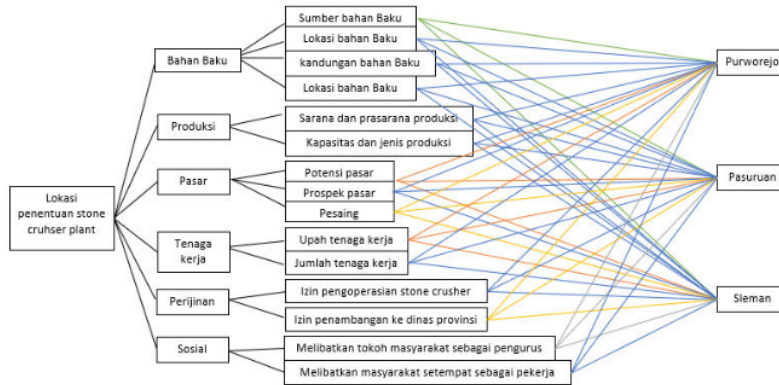 Lokasi
penentuan stone
cruhser plant
Bahan Baku
Produksi
Pasar
Tenaga
kerja
Perijinan
Sosial
Sumber bahan Baku
Lokasi bahan Baku
kandungan bahan Baku
Lokasi bahan Baku
Sarana dan prasarana produksi
Kapasitas dan jenis produksi
Potensi pasar
Prospek pasar
Pesaing
Upah tenaga kerja
Jumlah tenaga kerja
Izin pengoperasian stone crusher
Izin penambangan ke dinas provinsi
Melibatkan tokoh masyarakat sebagai pengurus
Melibatkan masyarakat setempat sebagai pekerja
Purworejo
Pasuruan
Sleman